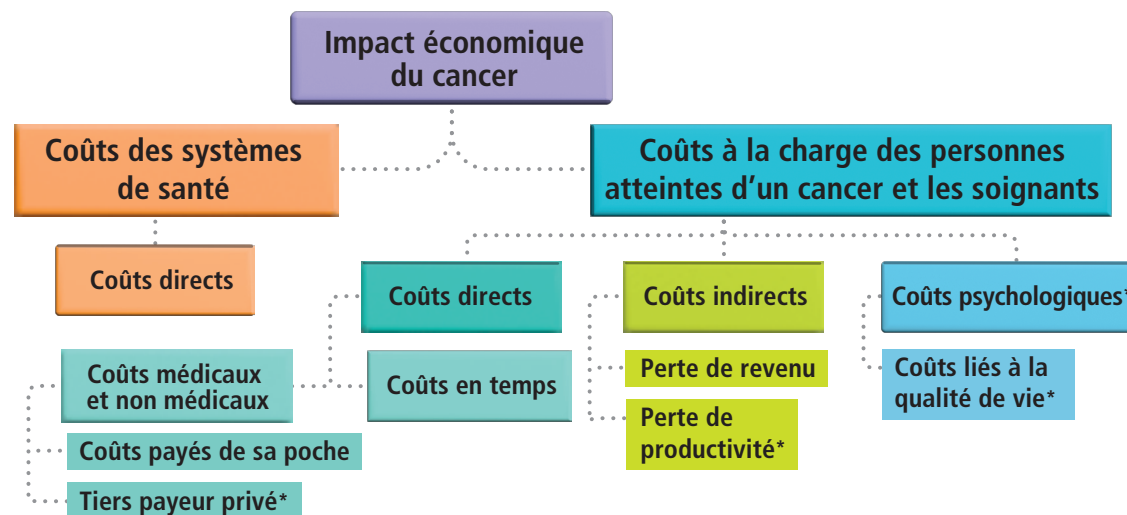 Impact économique
du cancer
Coûts des systèmes
de santé
Coûts à la charge des personnes
atteintes d’un cancer et les soignants
Coûts directs
Coûts directs
Coûts indirects
Coûts psychologiques*
Coûts médicaux
et non médicaux
Coûts en temps
Perte de revenu
Coûts liés à la
qualité de vie*
Perte de
productivité*
Coûts payés de sa poche
Tiers payeur privé*